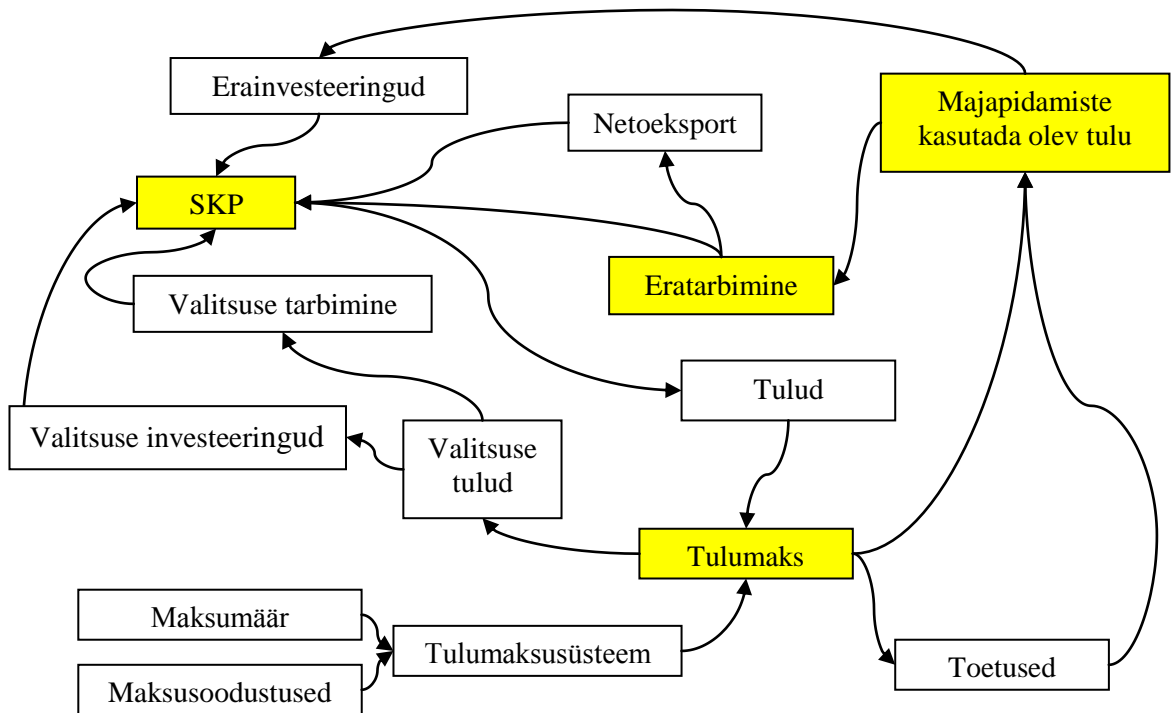 Erainvesteeringud
Majapidamiste
kasutada olev tulu
Netoeksport
SKP
Eratarbimine
Valitsuse tarbimine
Tulud
Valitsuse investeeringud
Valitsuse
tulud
Tulumaks
Maksumäär
Tulumaksusüsteem
Toetused
Maksusoodustused